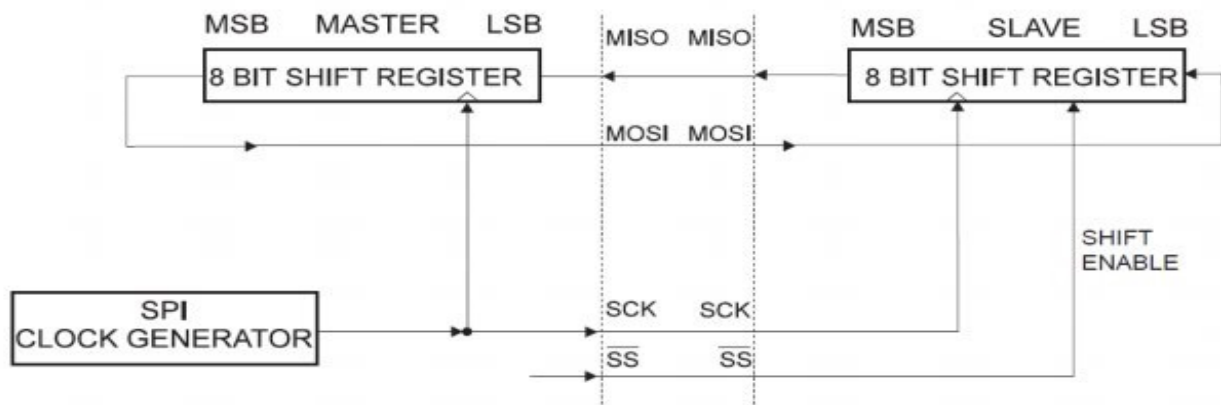 MSB MASTER LSB
MISO MISO
MSB SLAVE LSB
8 BIT SHIFT REGISTER
8 BIT SHIFT REGISTER
MOSI MOSI
SHIFT
ENABLE
SPI
CLOCK GENERATOR
SCK SCK
SS SS